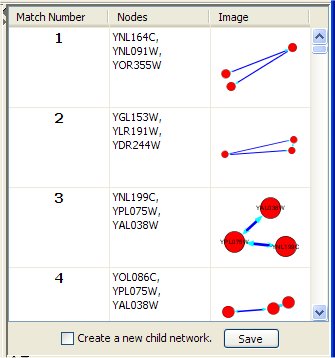 Match Number Nodes Image
1 YNL164C,
YNL091W,
YOR355W
2 YGL153W,
YLR191W,
YDR244W
3 YNL199C,
YPL075W,
YAL038W
YAL038W
YPL075W
YNL199C
4 YOL086C,
YPL075W,
YAL038W
Create a new child network. Save